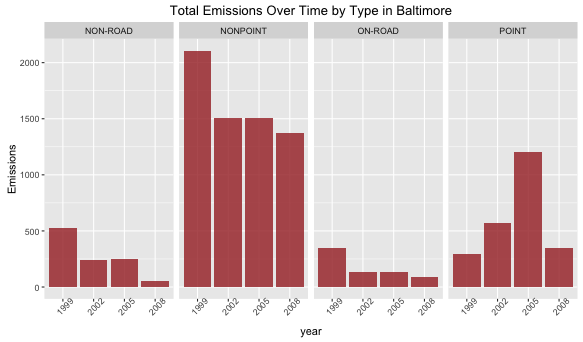 Total Emissions Over Time by Type in Baltimore
NON-ROAD NONPOINT ON-ROAD POINT
Emissions
2000
1500
1000
500
0
1999 2002 2005 2008 1999 2002 2005 2008 1999 2002 2005 2008 1999 2002 2005 2008
year